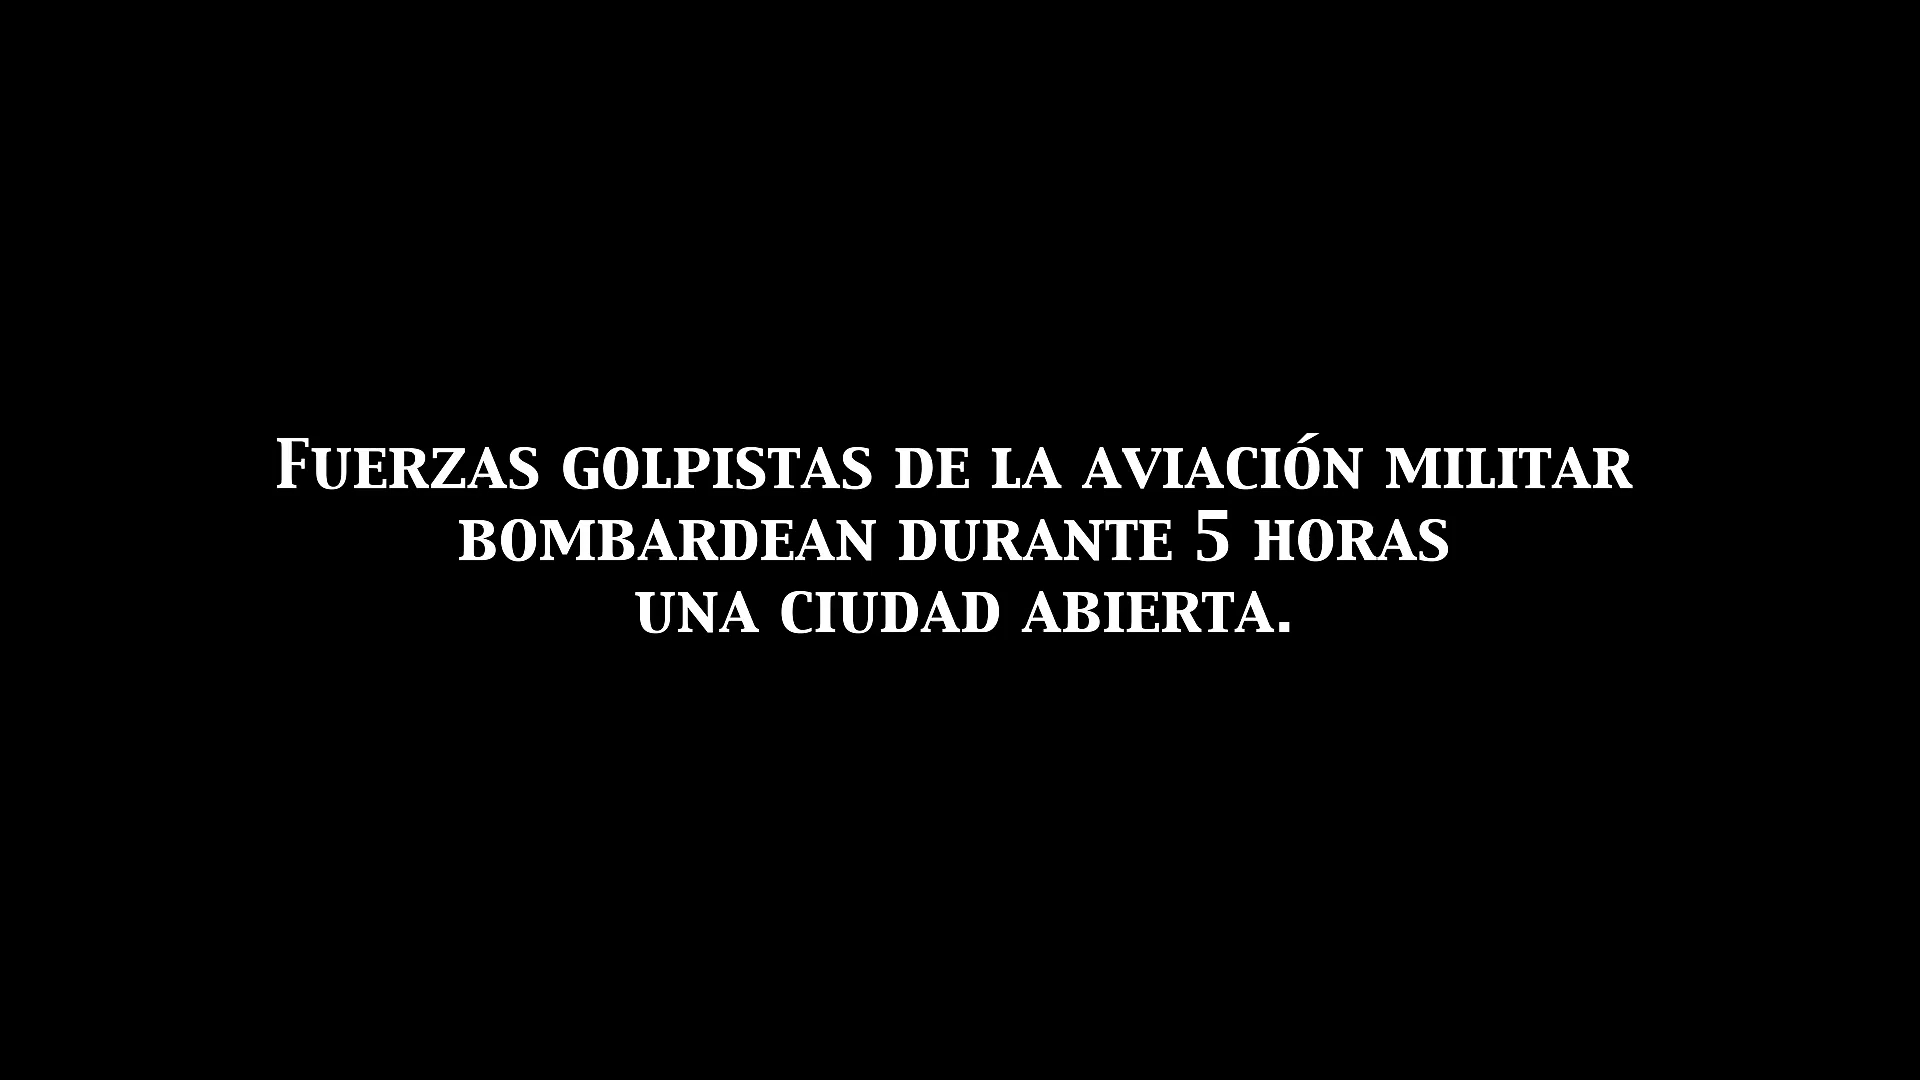 Fuerzas golpistas de la aviación militar
bombardean durante 5 horas
una ciudad abierta.